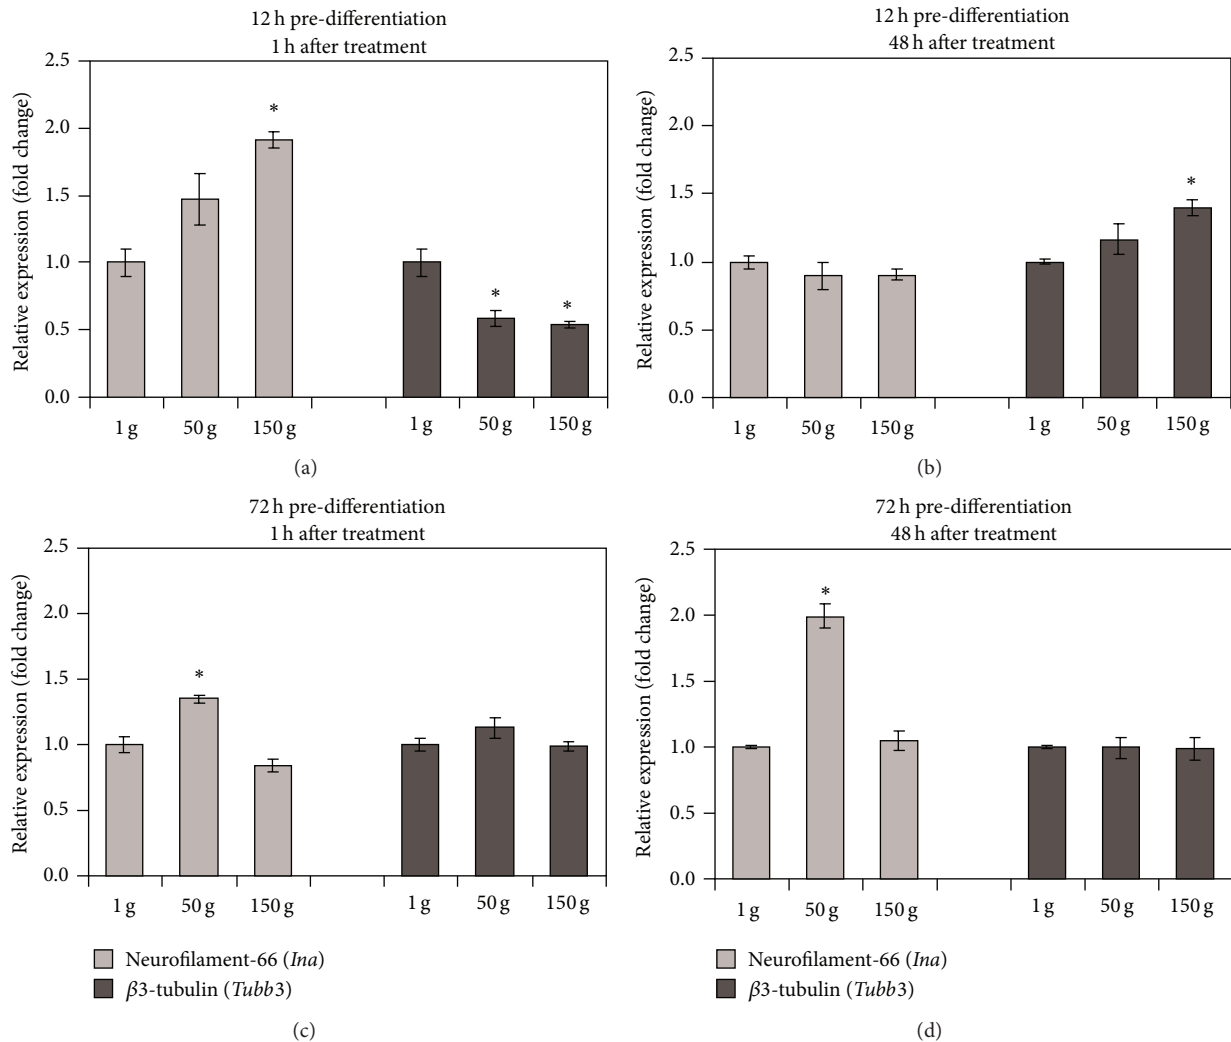 12 h pre-differentiation
1 h after treatment
Relative expression (fold change)
2.5
2.0
1.5
1.0
0.5
0.0
*
*
*
1 g 50 g 150 g 1 g 50 g 150 g
(a)
12 h pre-differentiation
48 h after treatment
Relative expression (fold change)
2.5
2.0
1.5
1.0
0.5
0.0
*
1 g 50 g 150 g 1 g 50 g 150 g
(b)
72 h pre-differentiation
1 h after treatment
Relative expression (fold change)
2.5
2.0
1.5
1.0
0.5
0.0
*
1 g 50 g 150 g 1 g 50 g 150 g
Neurofilament-66 (Ina)
β3-tubulin (Tubb3)
(c)
72 h pre-differentiation
48 h after treatment
Relative expression (fold change)
2.5
2.0
1.5
1.0
0.5
0.0
*
1 g 50 g 150 g 1 g 50 g 150 g
Neurofilament-66 (Ina)
β3-tubulin (Tubb3)
(d)